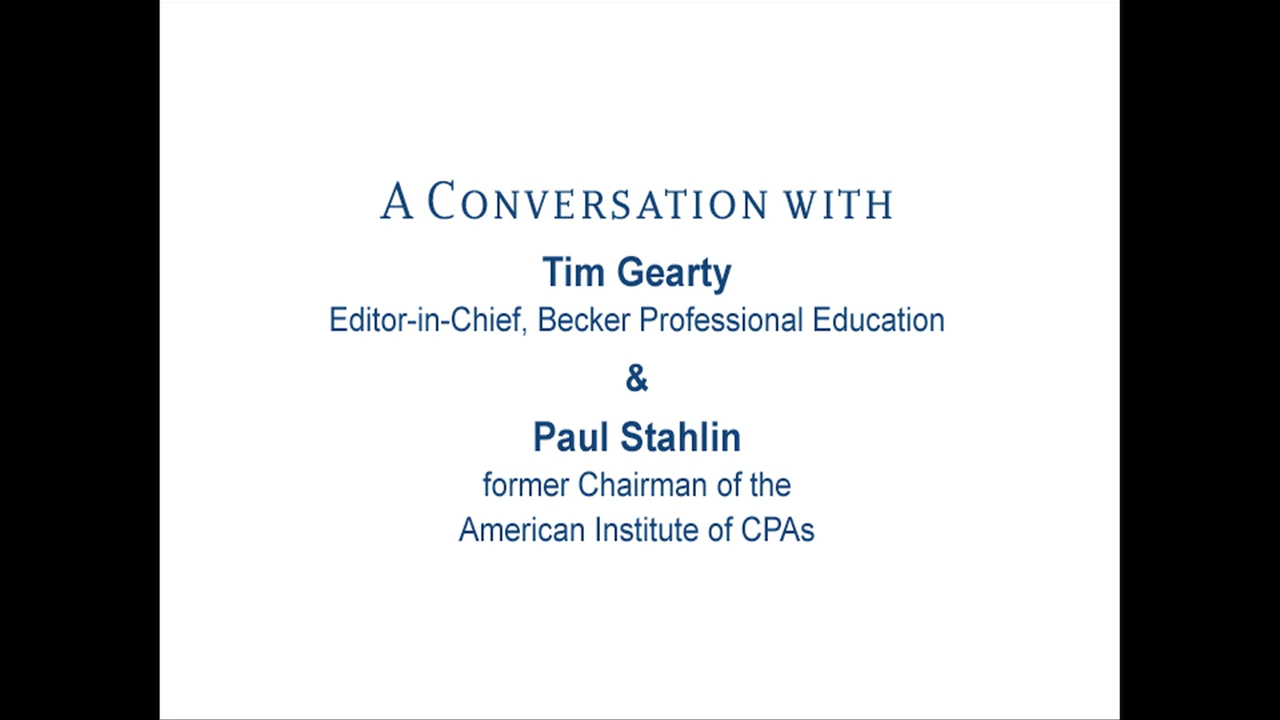 A Conversation with
Tim Gearty
Editor-in-Chief, Becker Professional Education
&
Paul Stahlin
former Chairman of the
American Institute of CPAs